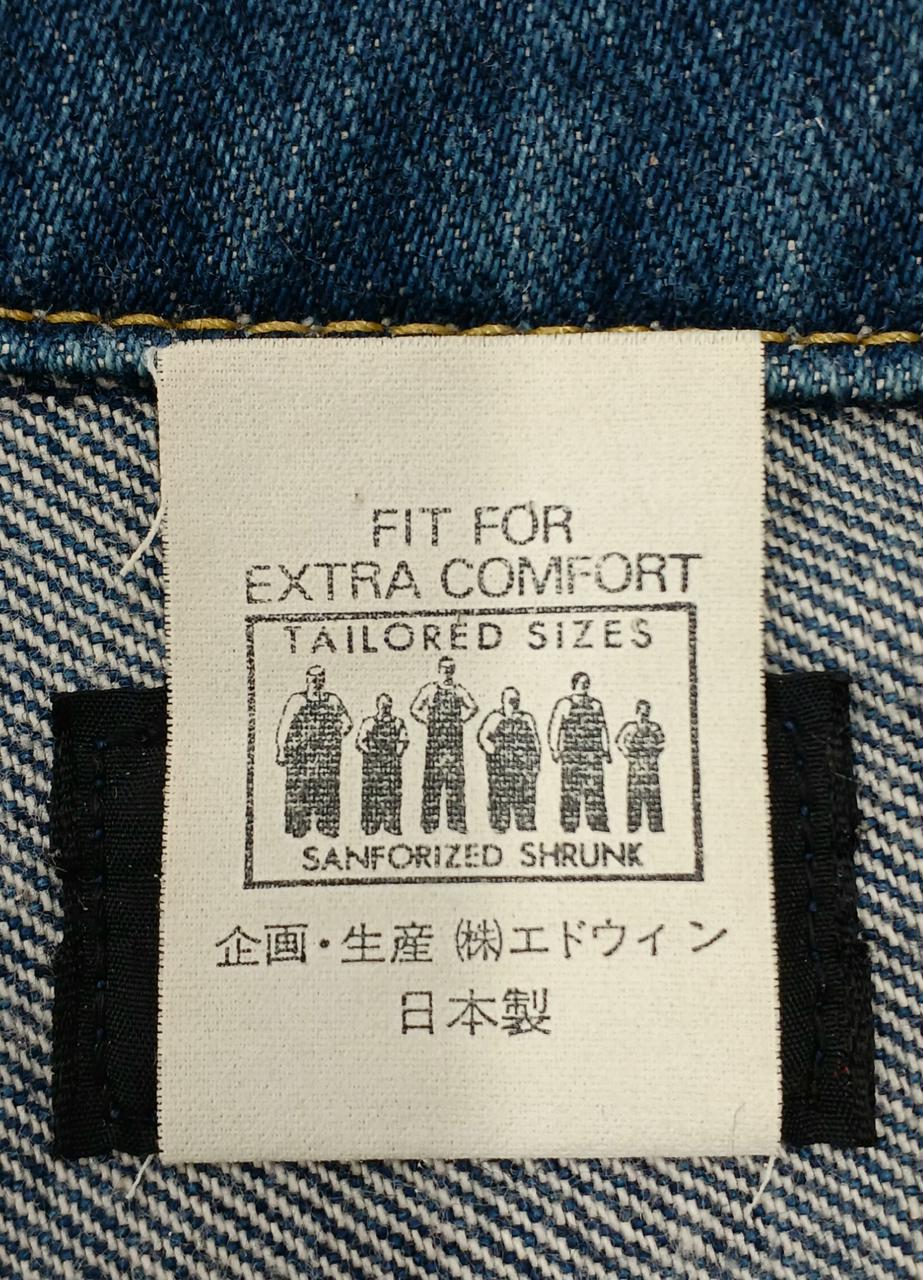 FIT FOR
EXTRA COMFORT
TAILORED SIZES
SANFORIZED SHRUNK
企画・生産 ㈱エドウィン
日本製